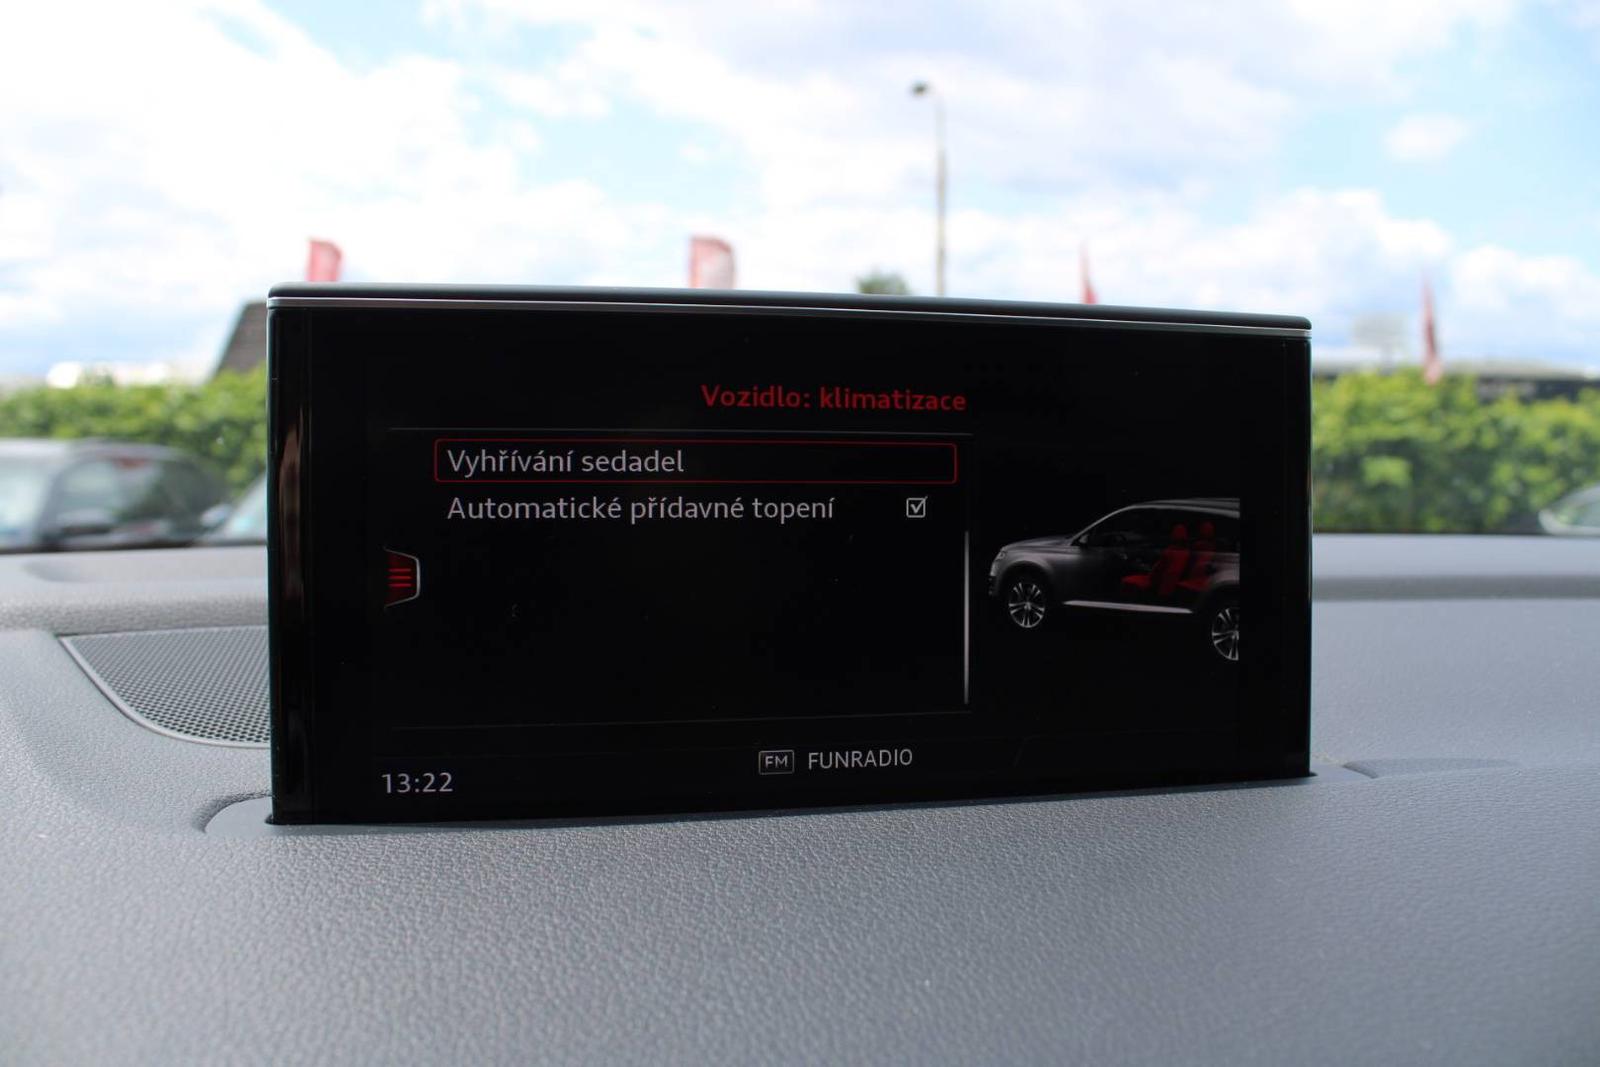 Vozidlo: klimatizace
Vyhřívání sedadel
Automatické přídavné topení
FM FUNRADIO
13:22